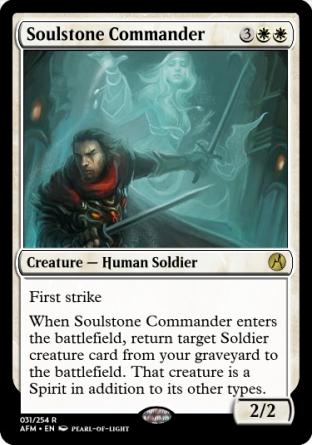 Soulstone Commander 3
Creature — Human Soldier
First strike
When Soulstone Commander enters
the battlefield, return target Soldier
creature card from your graveyard to
the battlefield. That creature is a
Spirit in addition to its other types.
2/2
031/254 R
AFM • EN PEARL-OF-LIGHT